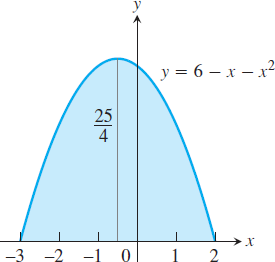 y
y = 6 – x – x²
25
4
x
–3 –2 –1 0 1 2